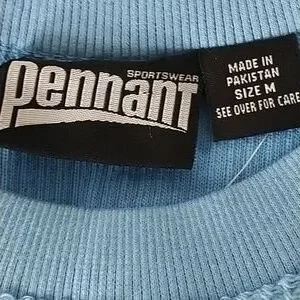 SPORTSWEAR
Pennant
MADE IN
PAKISTAN
SIZE M
SEE OVER FOR CARE